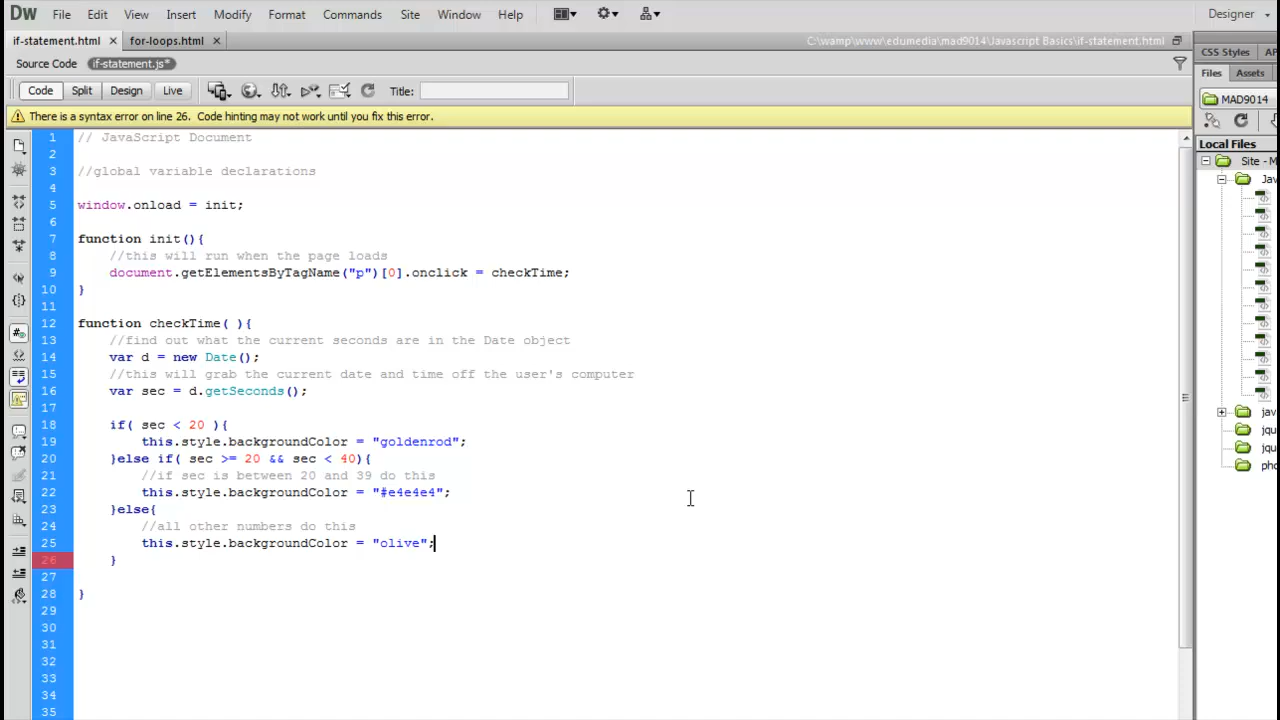 Dw File Edit View Insert Modify Format Commands Site Window Help Designer
if-statement.html for-loops.html C:\wamp\www\edumedia\mad9014\Javascript Basics\if-statement.html
Source Code if-statement.js*
Code Split Design Live Title:
There is a syntax error on line 26. Code hinting may not work until you fix this error.
1 // JavaScript Document
2
3 //global variable declarations
4
5 window.onload = init;
6
7 function init(){
8 //this will run when the page loads
9 document.getElementsByTagName("p")[0].onclick = checkTime;
10 }
11
12 function checkTime( ){
13 //find out what the current seconds are in the Date object
14 var d = new Date();
15 //this will grab the current date and time off the user's computer
16 var sec = d.getSeconds();
17
18 if( sec < 20 ){
19 this.style.backgroundColor = "goldenrod";
20 }else if( sec >= 20 && sec < 40){
21 //if sec is between 20 and 39 do this
22 this.style.backgroundColor = "#e4e4e4";
23 }else{
24 //all other numbers do this
25 this.style.backgroundColor = "olive";
26 }
27
28 }
29
30
31
32
33
34
35
CSS Styles AP
Files Assets
MAD9014
Local Files
Site - M
Ja
jav
jqu
jqu
pho